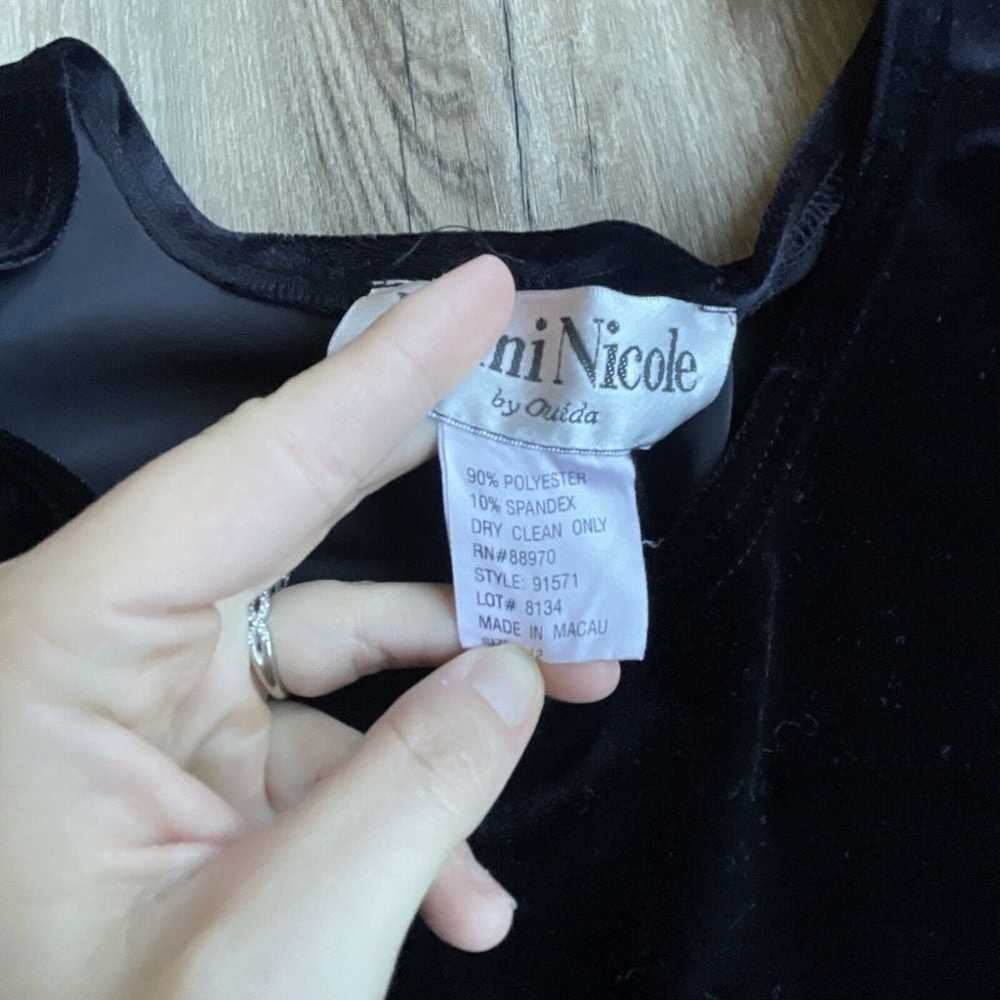 ni Nicole
by Ouida
90% POLYESTER
10% SPANDEX
DRY CLEAN ONLY
RN#88970
STYLE: 91571
LOT# 8134
MADE IN MACAU